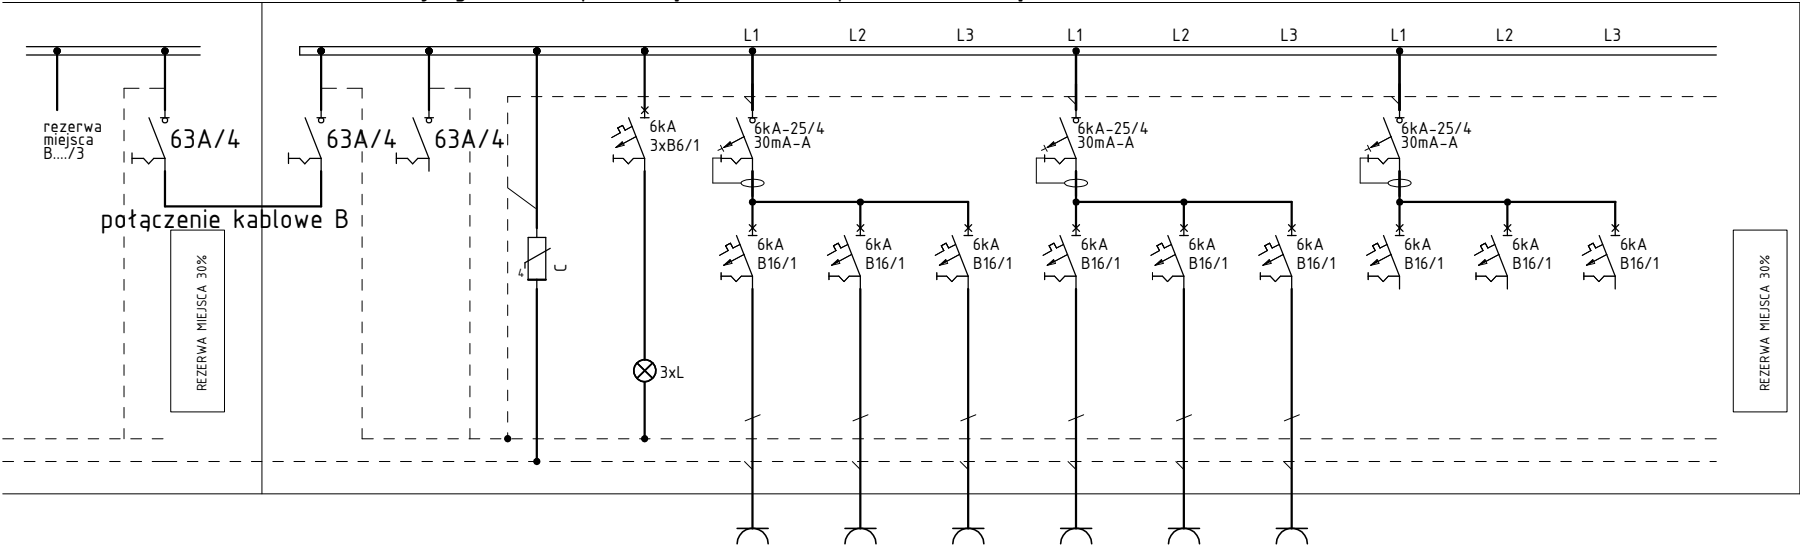 L1 L2 L3 L1 L2 L3 L1 L2 L3
rezerwa
miejsca
B..../3
63A/4
63A/4
63A/4
6kA
3xB6/1
6kA-25/4
30mA-A
6kA-25/4
30mA-A
6kA-25/4
30mA-A
połączenie kablowe B
REZERWA MIEJSCA 30%
4
C
6kA
B16/1
6kA
B16/1
6kA
B16/1
6kA
B16/1
6kA
B16/1
6kA
B16/1
6kA
B16/1
6kA
B16/1
6kA
B16/1
REZERWA MIEJSCA 30%
3xL